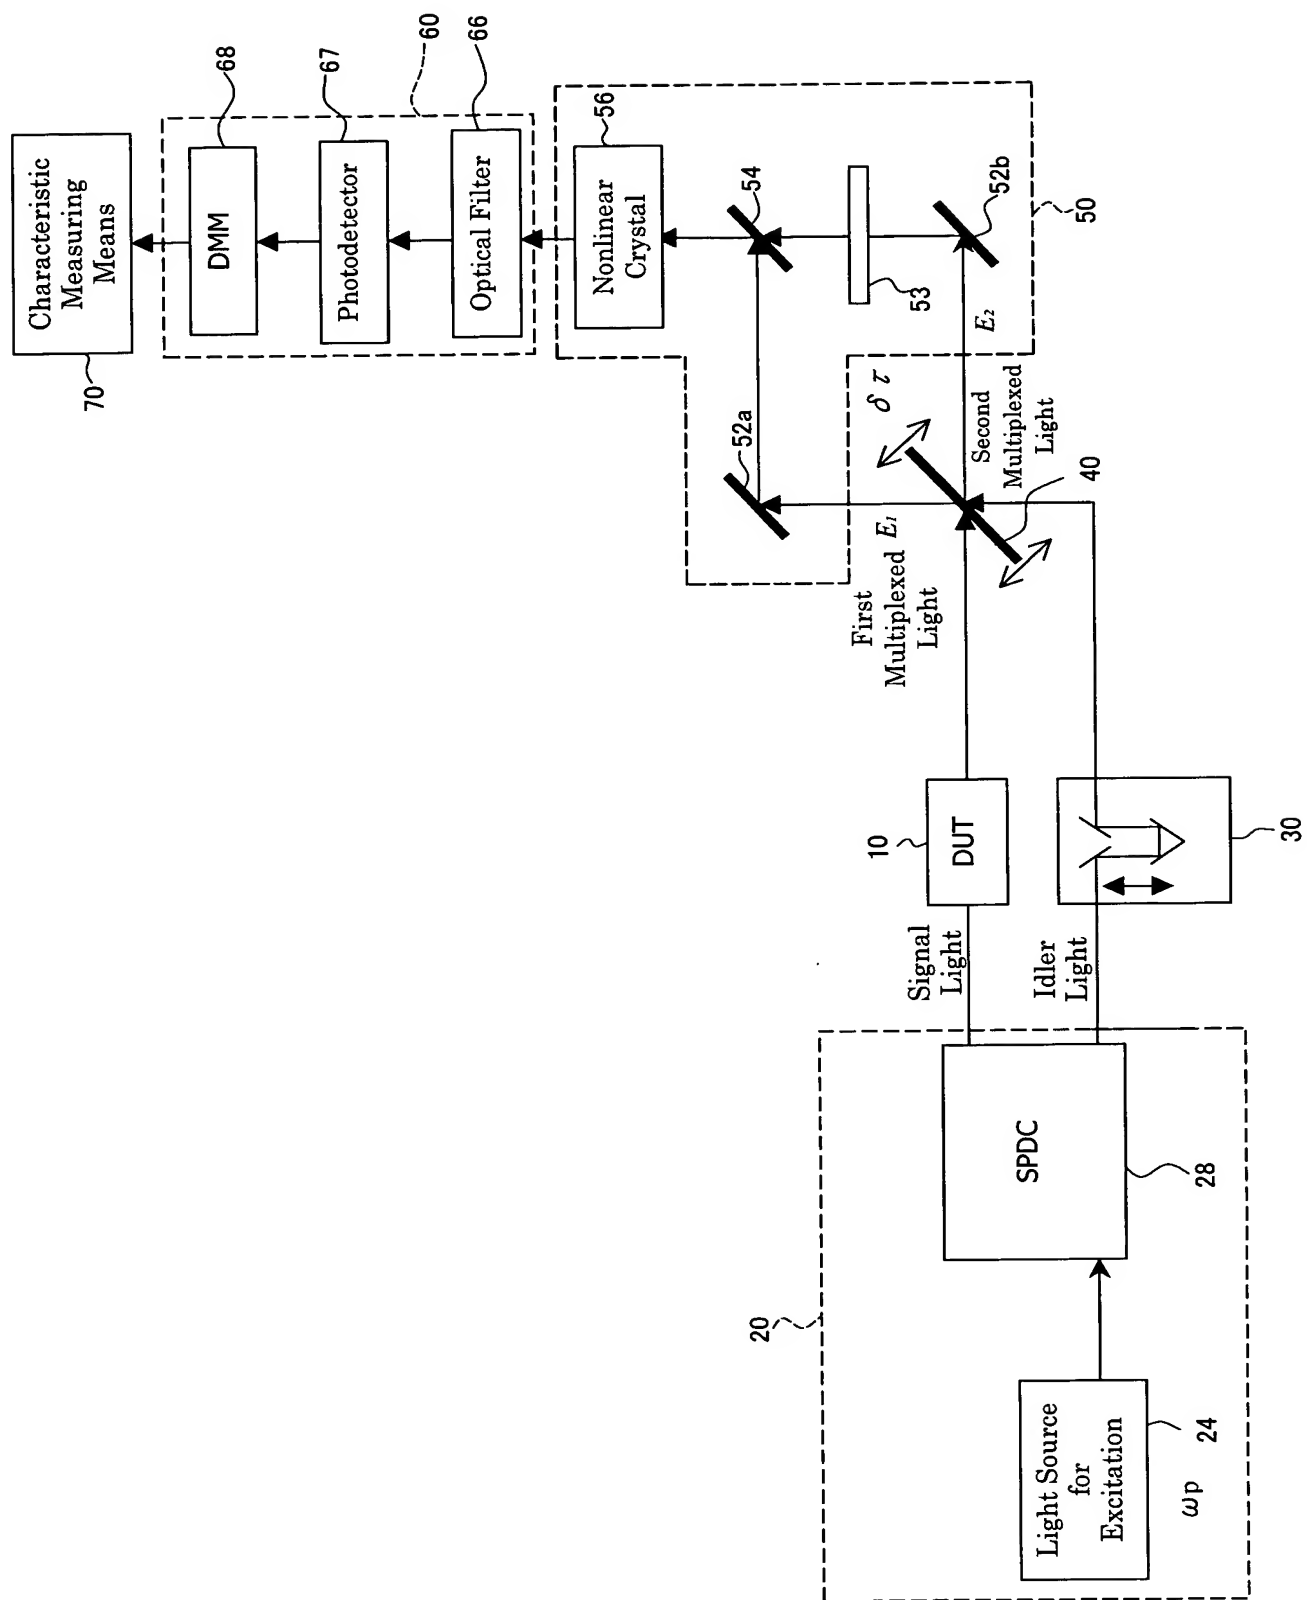 Light Source
for
Excitation
24
ωp
20
SPDC
28
Signal
Light
Idler
Light
10
DUT
30
First
Multiplexed
Light
E1
40
Second
Multiplexed
Light
E2
δτ
50
52a
52b
53
54
Nonlinear
Crystal
56
60
Optical Filter
66
Photodetector
67
DMM
68
Characteristic
Measuring
Means
70